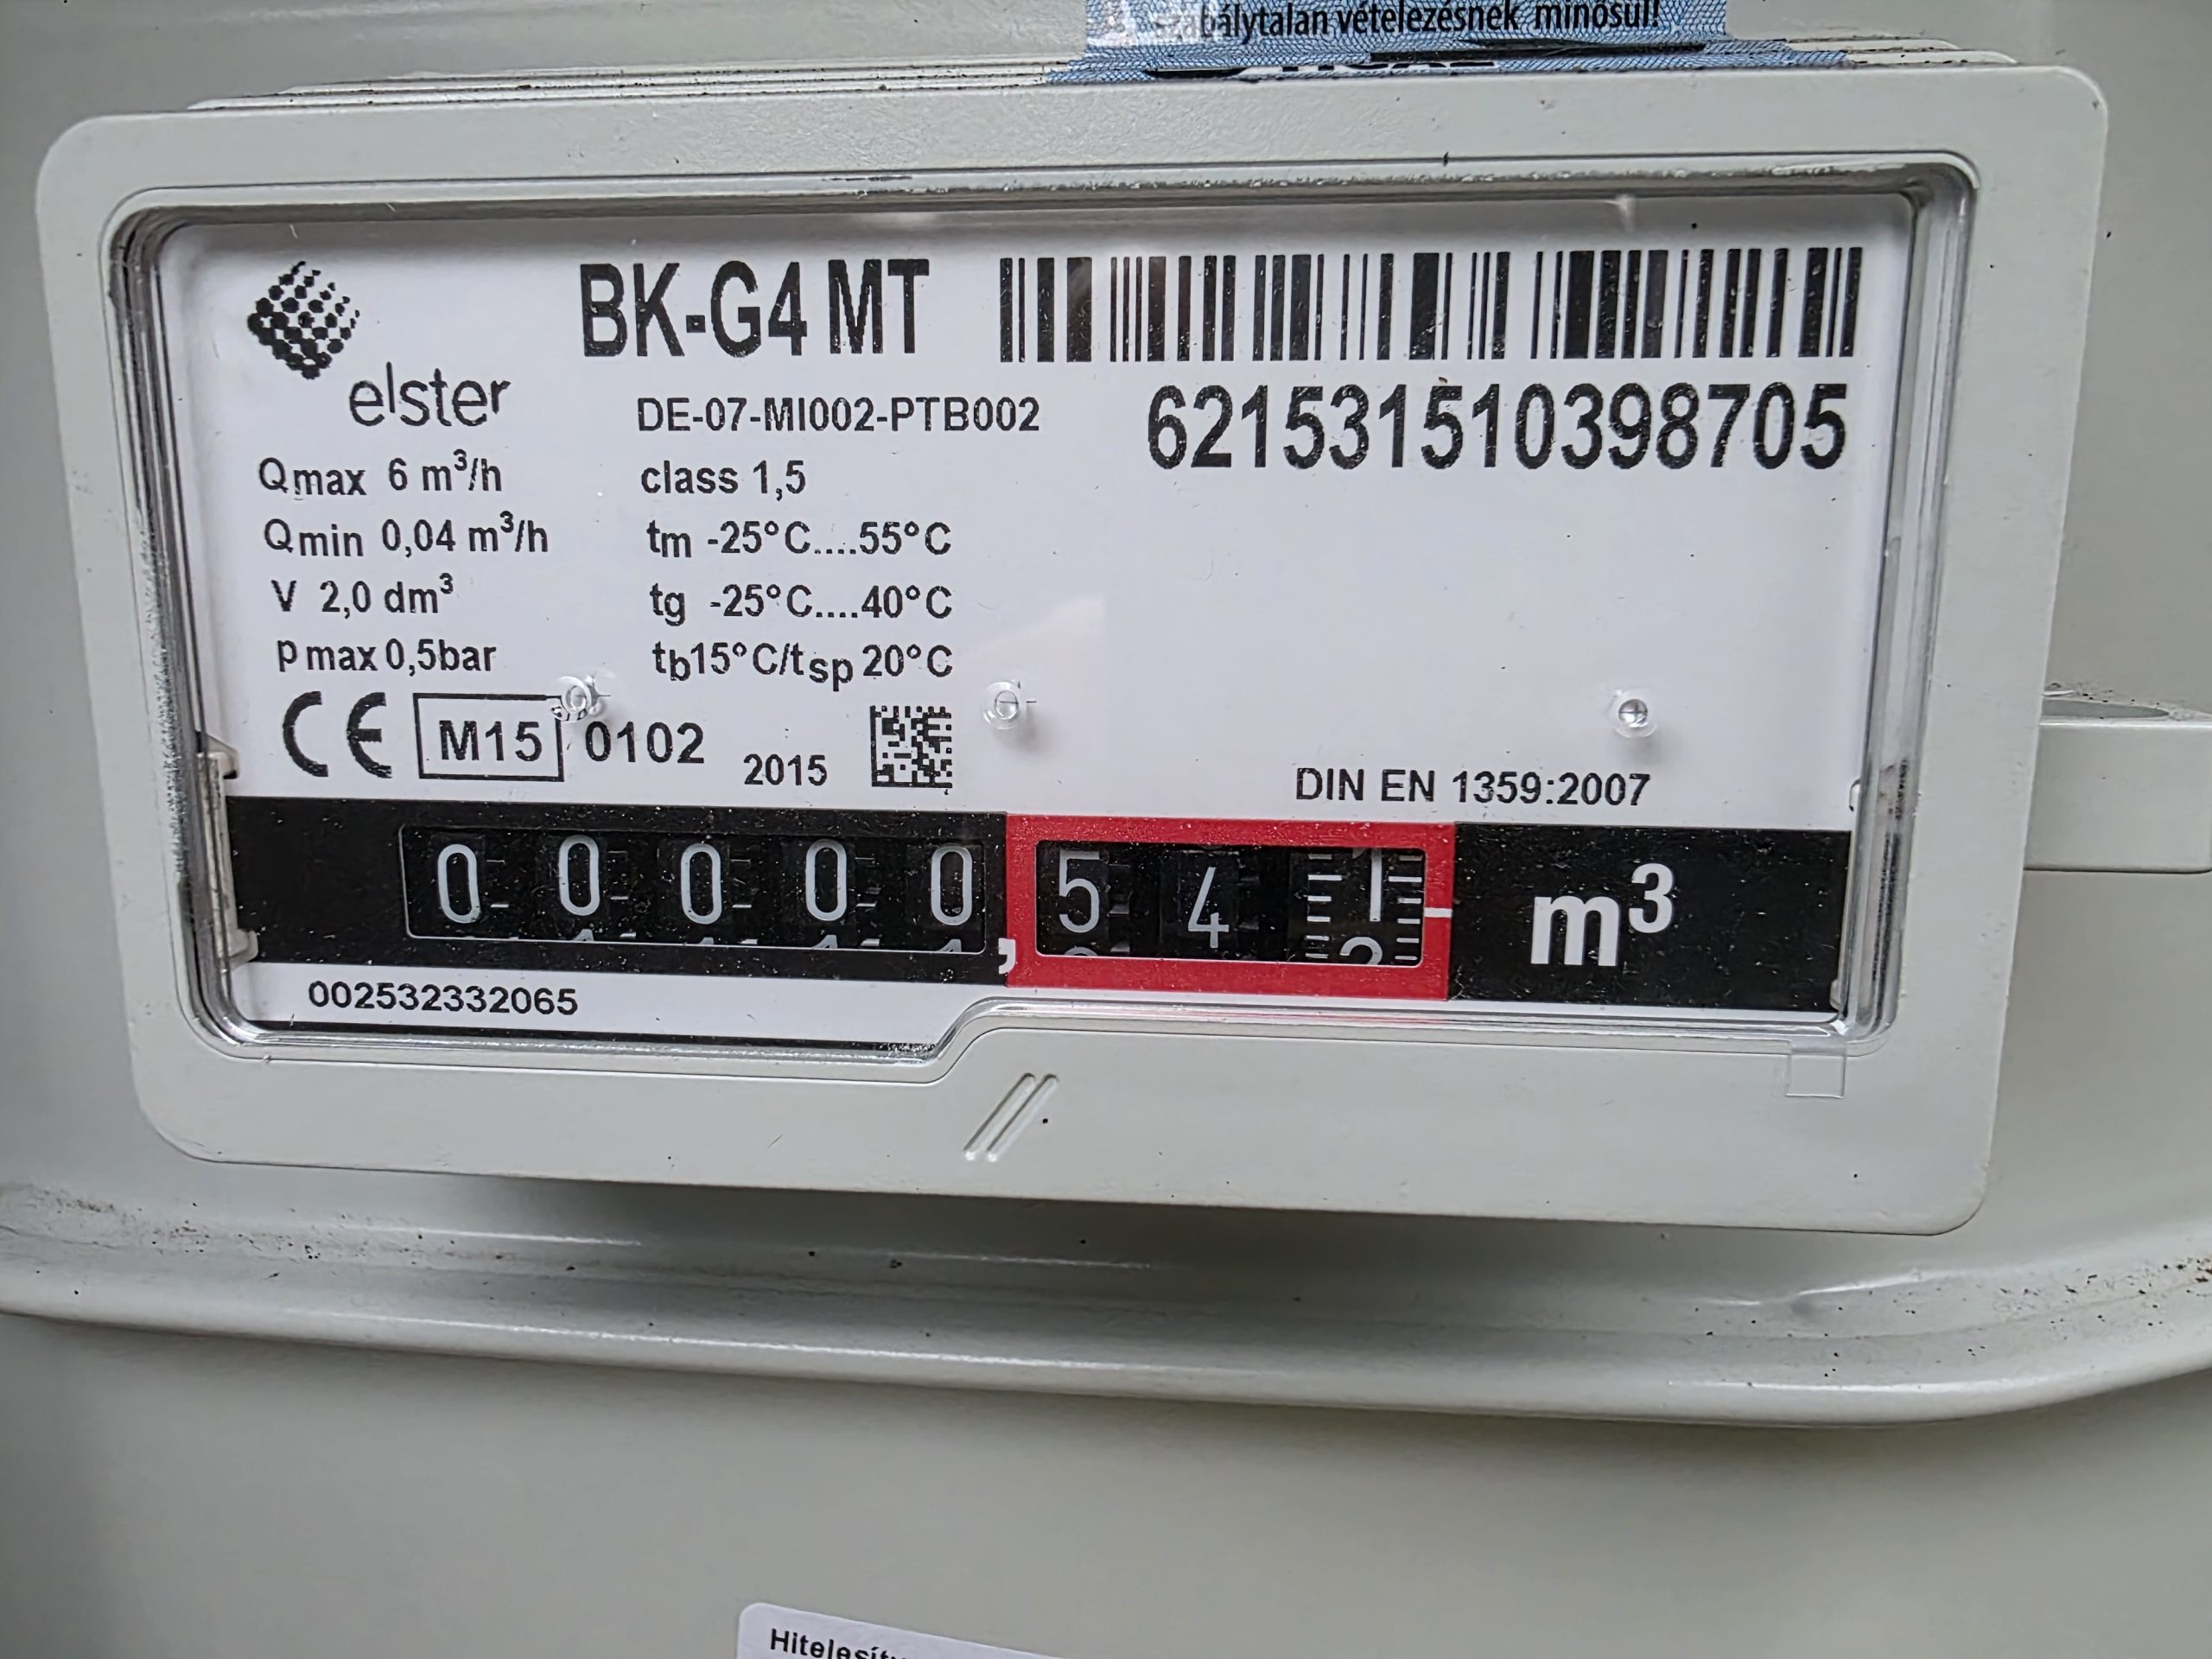 szabálytalan vételezésnek minősül!
elster
BK-G4 MT
621531510398705
DE-07-MI002-PTB002
Qmax 6 m³/h
class 1,5
Qmin 0,04 m³/h
tm -25°C....55°C
V 2,0 dm³
tg -25°C....40°C
pmax 0,5bar
tb15°C/tsp 20°C
CE M15 0102 2015
DIN EN 1359:2007
00000,541 m³
002532332065